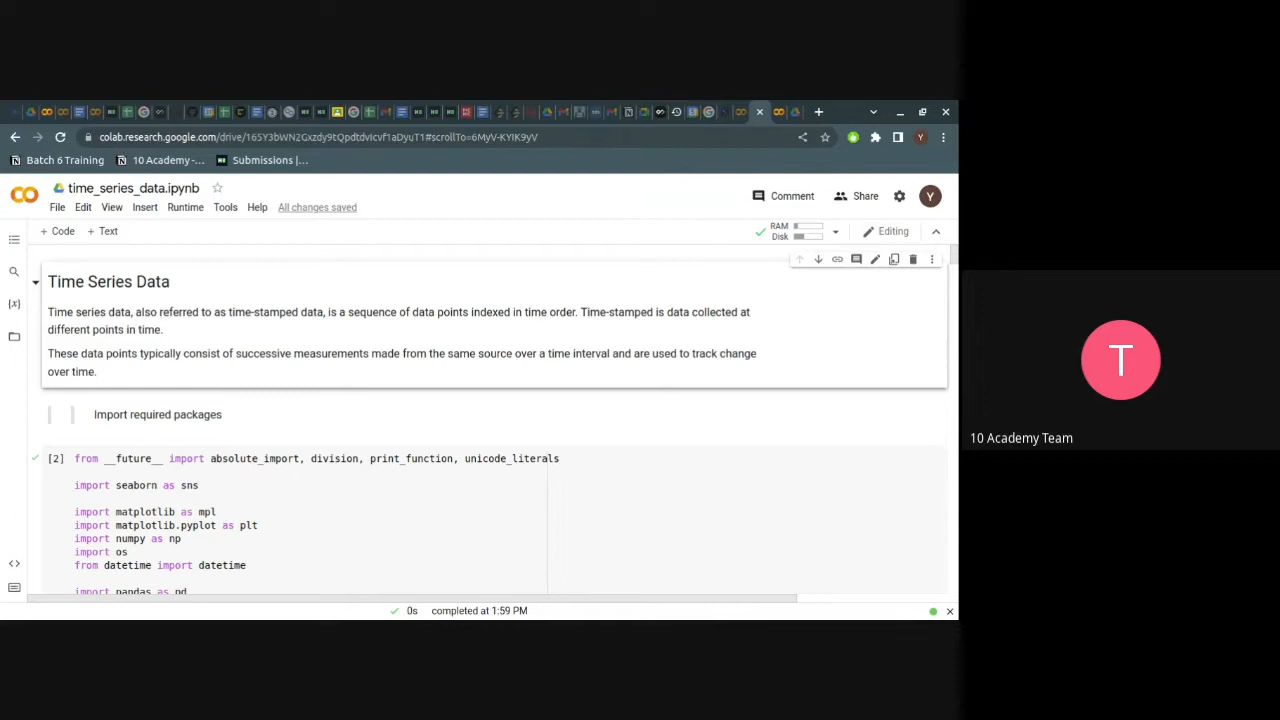 colab.research.google.com/drive/165Y3bWN2Gxzdy9tQpdtdvIcvf1aDyuT1#scrollTo=6MyV-KYIK9yV
Batch 6 Training 10 Academy -... Submissions |...
time_series_data.ipynb
Comment Share Y
File Edit View Insert Runtime Tools Help All changes saved
+ Code + Text RAM Disk Editing
Time Series Data
Time series data, also referred to as time-stamped data, is a sequence of data points indexed in time order. Time-stamped is data collected at
different points in time.
These data points typically consist of successive measurements made from the same source over a time interval and are used to track change
over time.
Import required packages
[2] from __future__ import absolute_import, division, print_function, unicode_literals
import seaborn as sns
import matplotlib as mpl
import matplotlib.pyplot as plt
import numpy as np
import os
from datetime import datetime
import pandas as pd
0s completed at 1:59 PM
T
10 Academy Team